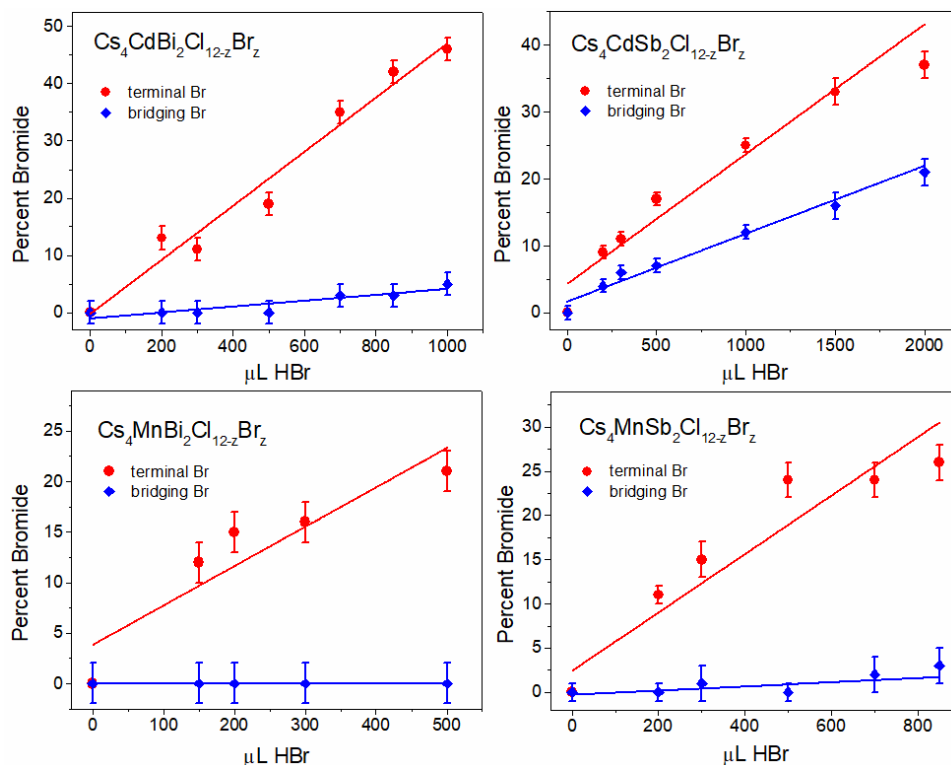 Cs₄CdBi₂Cl₁₂₋zBrz
terminal Br
bridging Br
Percent Bromide
50
40
30
20
10
0
0 200 400 600 800 1000
µL HBr
Cs₄CdSb₂Cl₁₂₋zBrz
terminal Br
bridging Br
Percent Bromide
40
30
20
10
0
0 500 1000 1500 2000
µL HBr
Cs₄MnBi₂Cl₁₂₋zBrz
terminal Br
bridging Br
Percent Bromide
25
20
15
10
5
0
0 100 200 300 400 500
µL HBr
Cs₄MnSb₂Cl₁₂₋zBrz
terminal Br
bridging Br
Percent Bromide
30
25
20
15
10
5
0
0 200 400 600 800
µL HBr